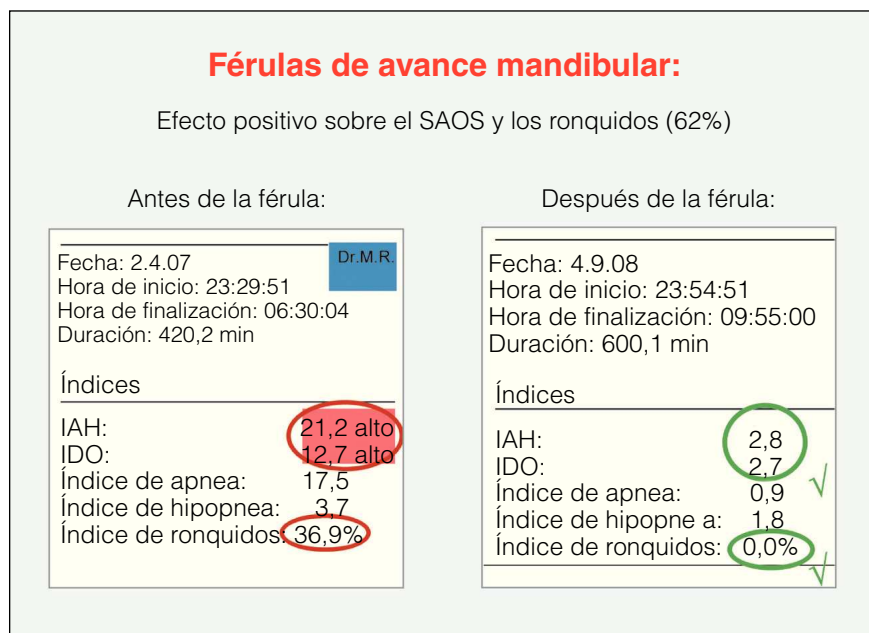 Férulas de avance mandibular:
Efecto positivo sobre el SAOS y los ronquidos (62%)
Antes de la férula:
Dr.M.R.
Fecha: 2.4.07
Hora de inicio: 23:29:51
Hora de finalización: 06:30:04
Duración: 420,2 min
Índices
IAH: 21,2 alto
IDO: 12,7 alto
Índice de apnea: 17,5
Índice de hipopnea: 3,7
Índice de ronquidos: 36,9%
Después de la férula:
Fecha: 4.9.08
Hora de inicio: 23:54:51
Hora de finalización: 09:55:00
Duración: 600,1 min
Índices
IAH: 2,8
IDO: 2,7
Índice de apnea: 0,9
Índice de hipopne a: 1,8
Índice de ronquidos: 0,0%